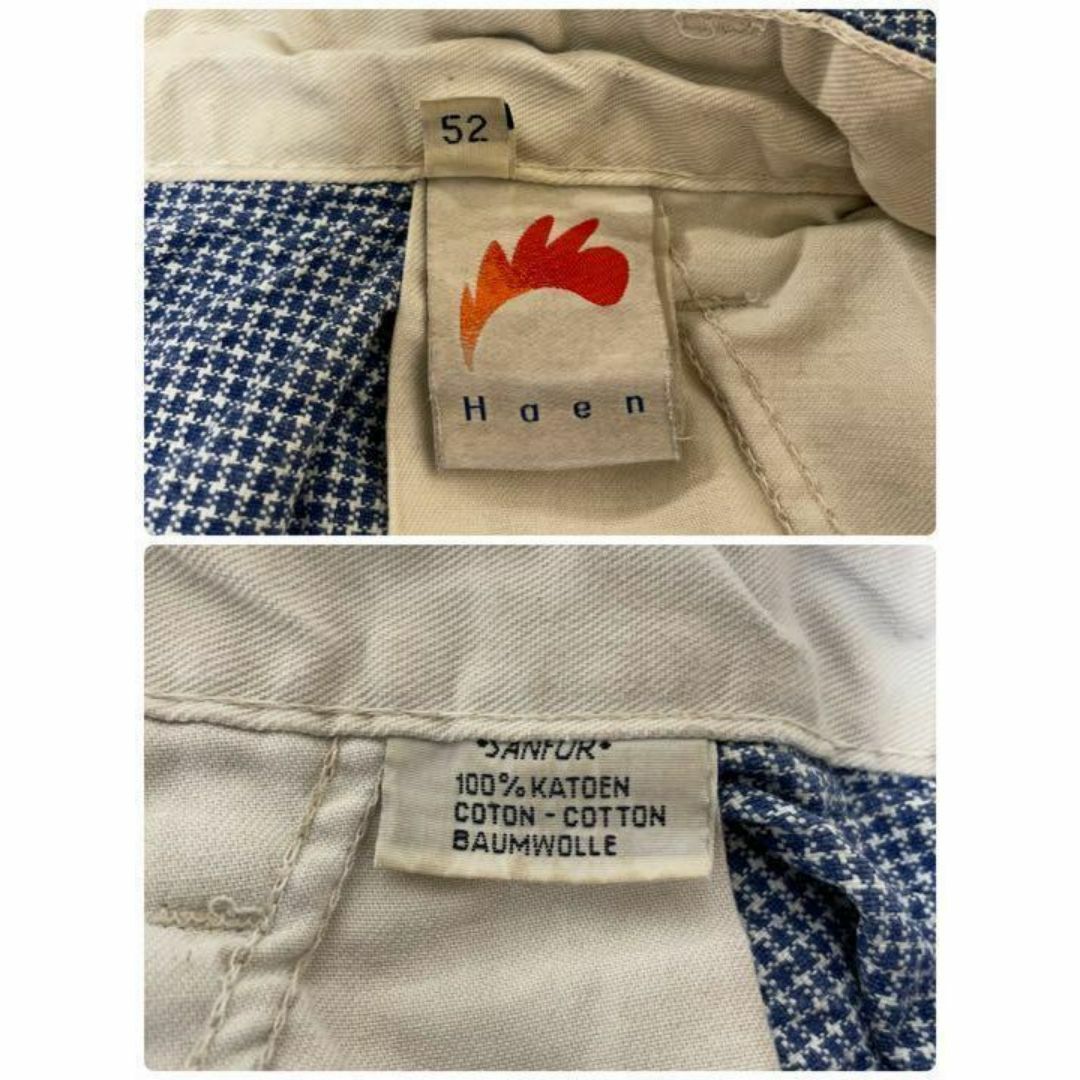 52
Haen
•SANFOR•
100% KATOEN
COTON - COTTON
BAUMWOLLE